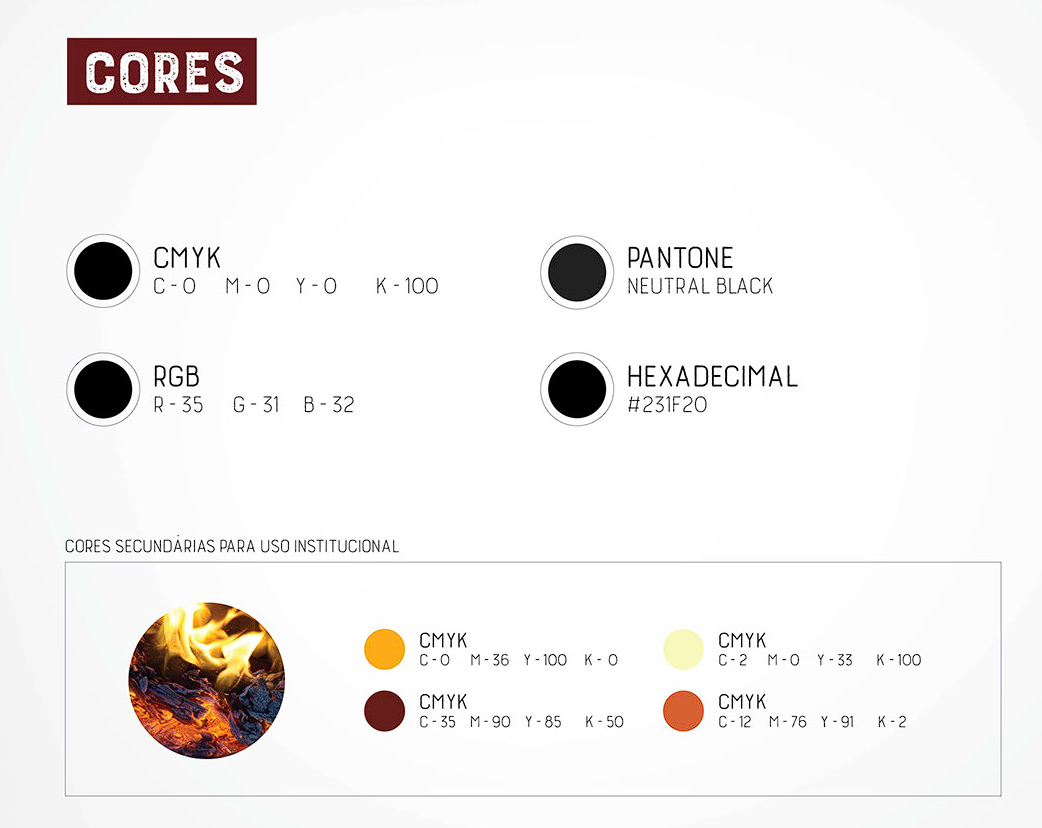 CORES
CMYK
C - 0 M - 0 Y - 0 K - 100
PANTONE
NEUTRAL BLACK
RGB
R - 35 G - 31 B - 32
HEXADECIMAL
#231F20
CORES SECUNDÁRIAS PARA USO INSTITUCIONAL
CMYK
C - 0 M - 36 Y - 100 K - 0
CMYK
C - 2 M - 0 Y - 33 K - 100
CMYK
C - 35 M - 90 Y - 85 K - 50
CMYK
C - 12 M - 76 Y - 91 K - 2